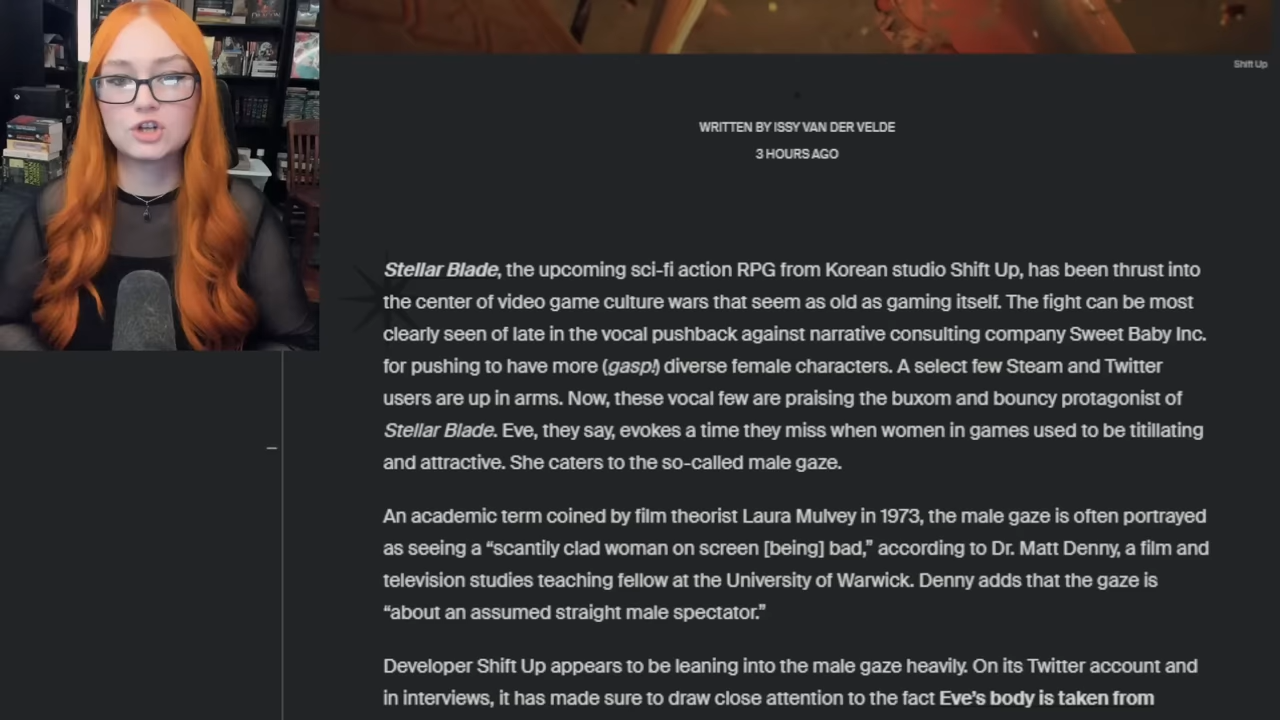 Shift Up
WRITTEN BY ISSY VAN DER VELDE
3 HOURS AGO
Stellar Blade, the upcoming sci-fi action RPG from Korean studio Shift Up, has been thrust into
the center of video game culture wars that seem as old as gaming itself. The fight can be most
clearly seen of late in the vocal pushback against narrative consulting company Sweet Baby Inc.
for pushing to have more (gasp!) diverse female characters. A select few Steam and Twitter
users are up in arms. Now, these vocal few are praising the buxom and bouncy protagonist of
Stellar Blade. Eve, they say, evokes a time they miss when women in games used to be titillating
and attractive. She caters to the so-called male gaze.
An academic term coined by film theorist Laura Mulvey in 1973, the male gaze is often portrayed
as seeing a “scantily clad woman on screen [being] bad,” according to Dr. Matt Denny, a film and
television studies teaching fellow at the University of Warwick. Denny adds that the gaze is
“about an assumed straight male spectator.”
Developer Shift Up appears to be leaning into the male gaze heavily. On its Twitter account and
in interviews, it has made sure to draw close attention to the fact Eve’s body is taken from